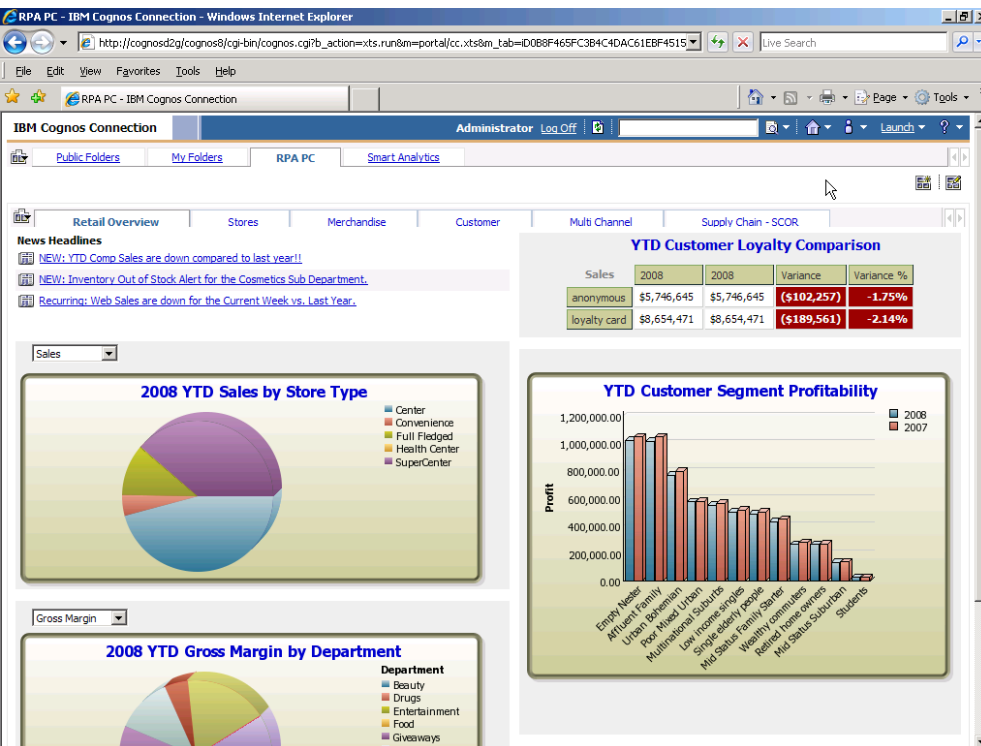 RPA PC - IBM Cognos Connection - Windows Internet Explorer
http://cognosd2g/cognos8/cgi-bin/cognos.cgi?b_action=xts.run&m=portal/cc.xts&m_tab=iD0B8F465FC3B4C4DAC61EBF4515
Live Search
File Edit View Favorites Tools Help
RPA PC - IBM Cognos Connection
Page Tools
IBM Cognos Connection
Administrator Log Off
Launch ?
Public Folders My Folders RPA PC Smart Analytics
Retail Overview Stores Merchandise Customer Multi Channel Supply Chain - SCOR
News Headlines
NEW: YTD Comp Sales are down compared to last year!!
NEW: Inventory Out of Stock Alert for the Cosmetics Sub Department.
Recurring: Web Sales are down for the Current Week vs. Last Year.
YTD Customer Loyalty Comparison
Sales 2008 2008 Variance Variance %
anonymous $5,746,645 $5,746,645 ($102,257) -1.75%
loyalty card $8,654,471 $8,654,471 ($189,561) -2.14%
Sales
2008 YTD Sales by Store Type
Center
Convenience
Full Fledged
Health Center
SuperCenter
YTD Customer Segment Profitability
2008
2007
1,200,000.00
1,000,000.00
800,000.00
600,000.00
400,000.00
200,000.00
0.00
Profit
Empty Nester
Affluent Family
Urban Bohemian
Poor Mixed Urban
Multinational Suburbs
Low income singles
Single elderly people
Mid Status Family Starter
Wealthy commuters
Retired home owners
Mid Status Suburban
Students
Gross Margin
2008 YTD Gross Margin by Department
Department
Beauty
Drugs
Entertainment
Food
Giveaways